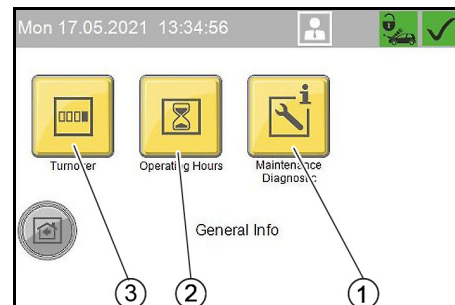 Mon 17.05.2021 13:34:56
Turnover
Operating Hours
Maintenance
Diagnostic
General Info
3
2
1